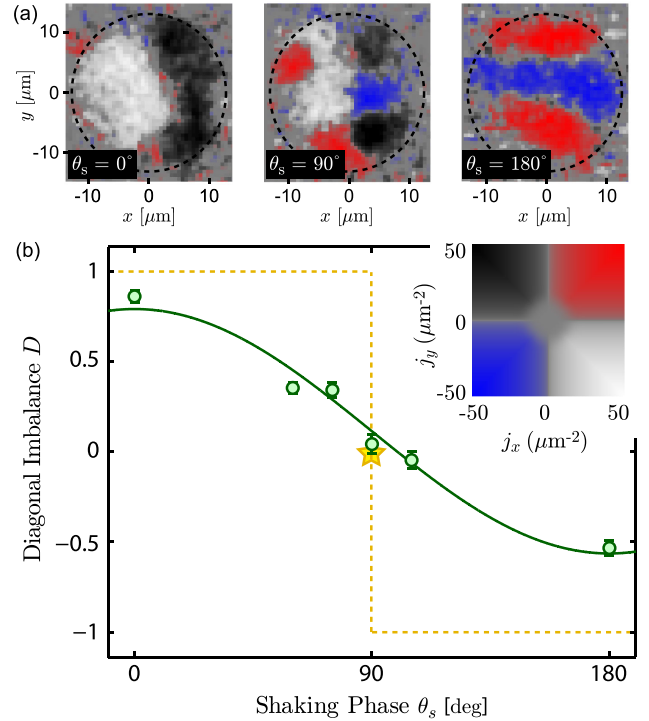 (a)
10
0
-10
y [μm]
θs = 0°
θs = 90°
θs = 180°
-10 0 10
-10 0 10
-10 0 10
x [μm]
x [μm]
x [μm]
(b)
1
0.5
0
−0.5
−1
Diagonal Imbalance D
50
0
-50
jy (μm-2)
-50 0 50
jx (μm-2)
0 90 180
Shaking Phase θs [deg]